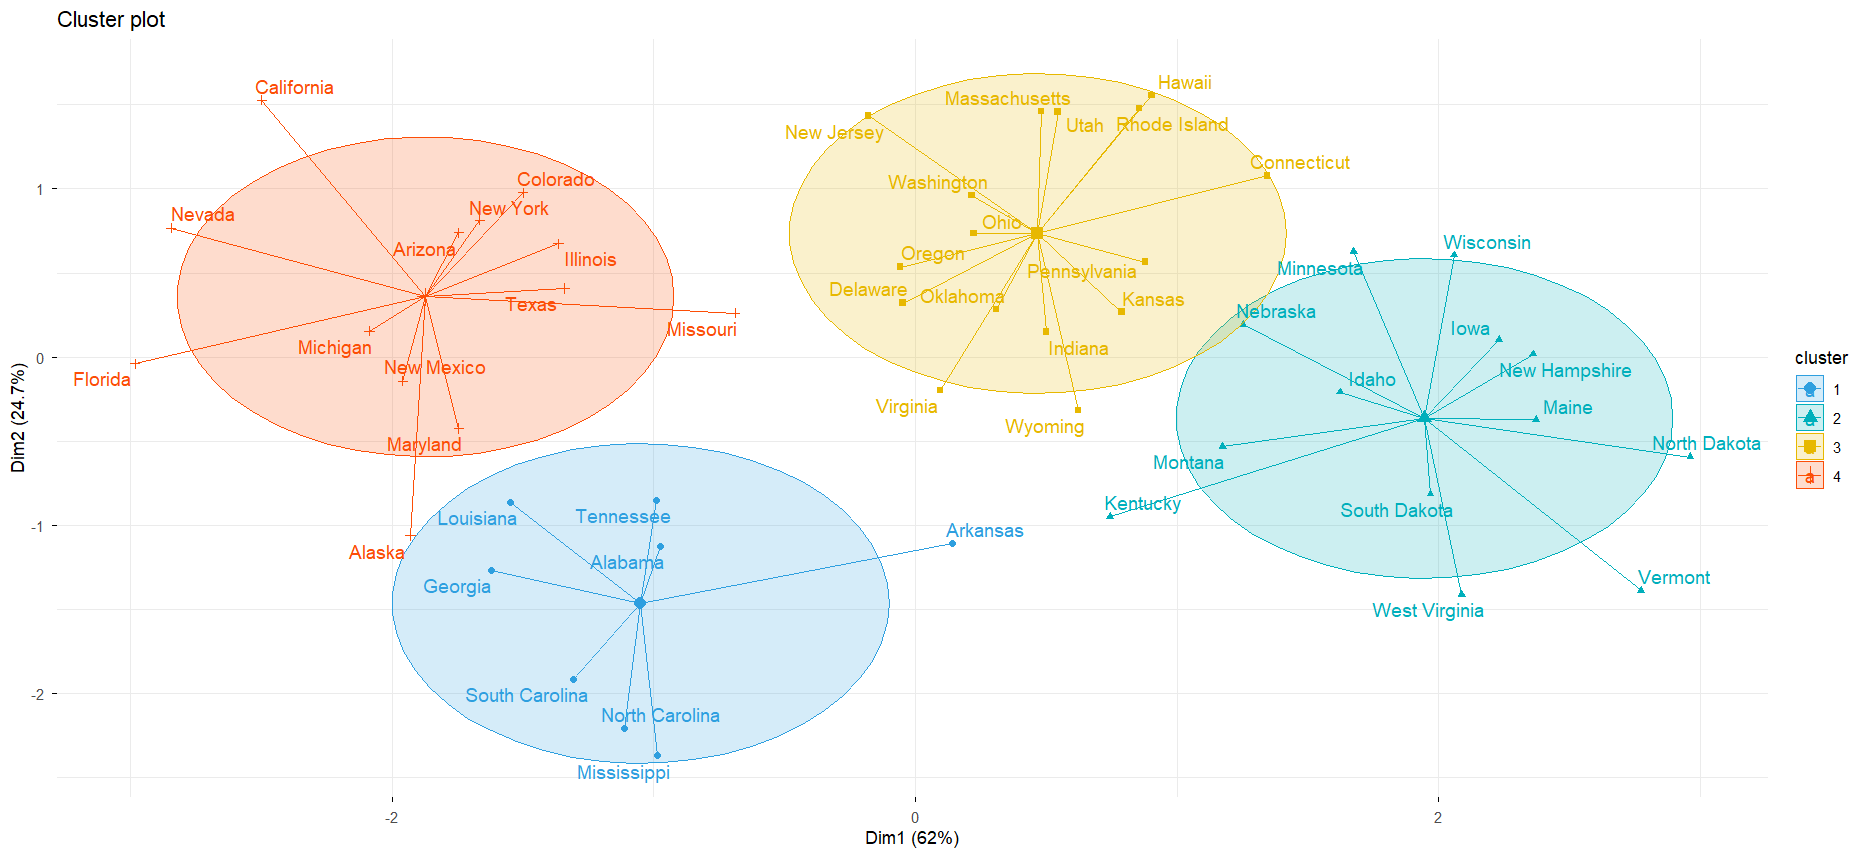 Cluster plot
California
Hawaii
Massachusetts
New Jersey
Utah
Rhode Island
Connecticut
Colorado
Washington
1
Nevada
New York
Ohio
Arizona
Wisconsin
Illinois
Oregon
Pennsylvania
Minnesota
Delaware
Oklahoma
Kansas
Texas
Nebraska
Missouri
Iowa
Michigan
Indiana
0
cluster
New Mexico
New Hampshire
Florida
Idaho
1
Virginia
Maine
2
Wyoming
Maryland
North Dakota
3
Montana
a 4
Kentucky
South Dakota
Louisiana
Tennessee
-1
Arkansas
Alaska
Alabama
Georgia
Vermont
West Virginia
South Carolina
-2
North Carolina
Mississippi
-2
0
2
Dim1 (62%)
Dim2 (24.7%)